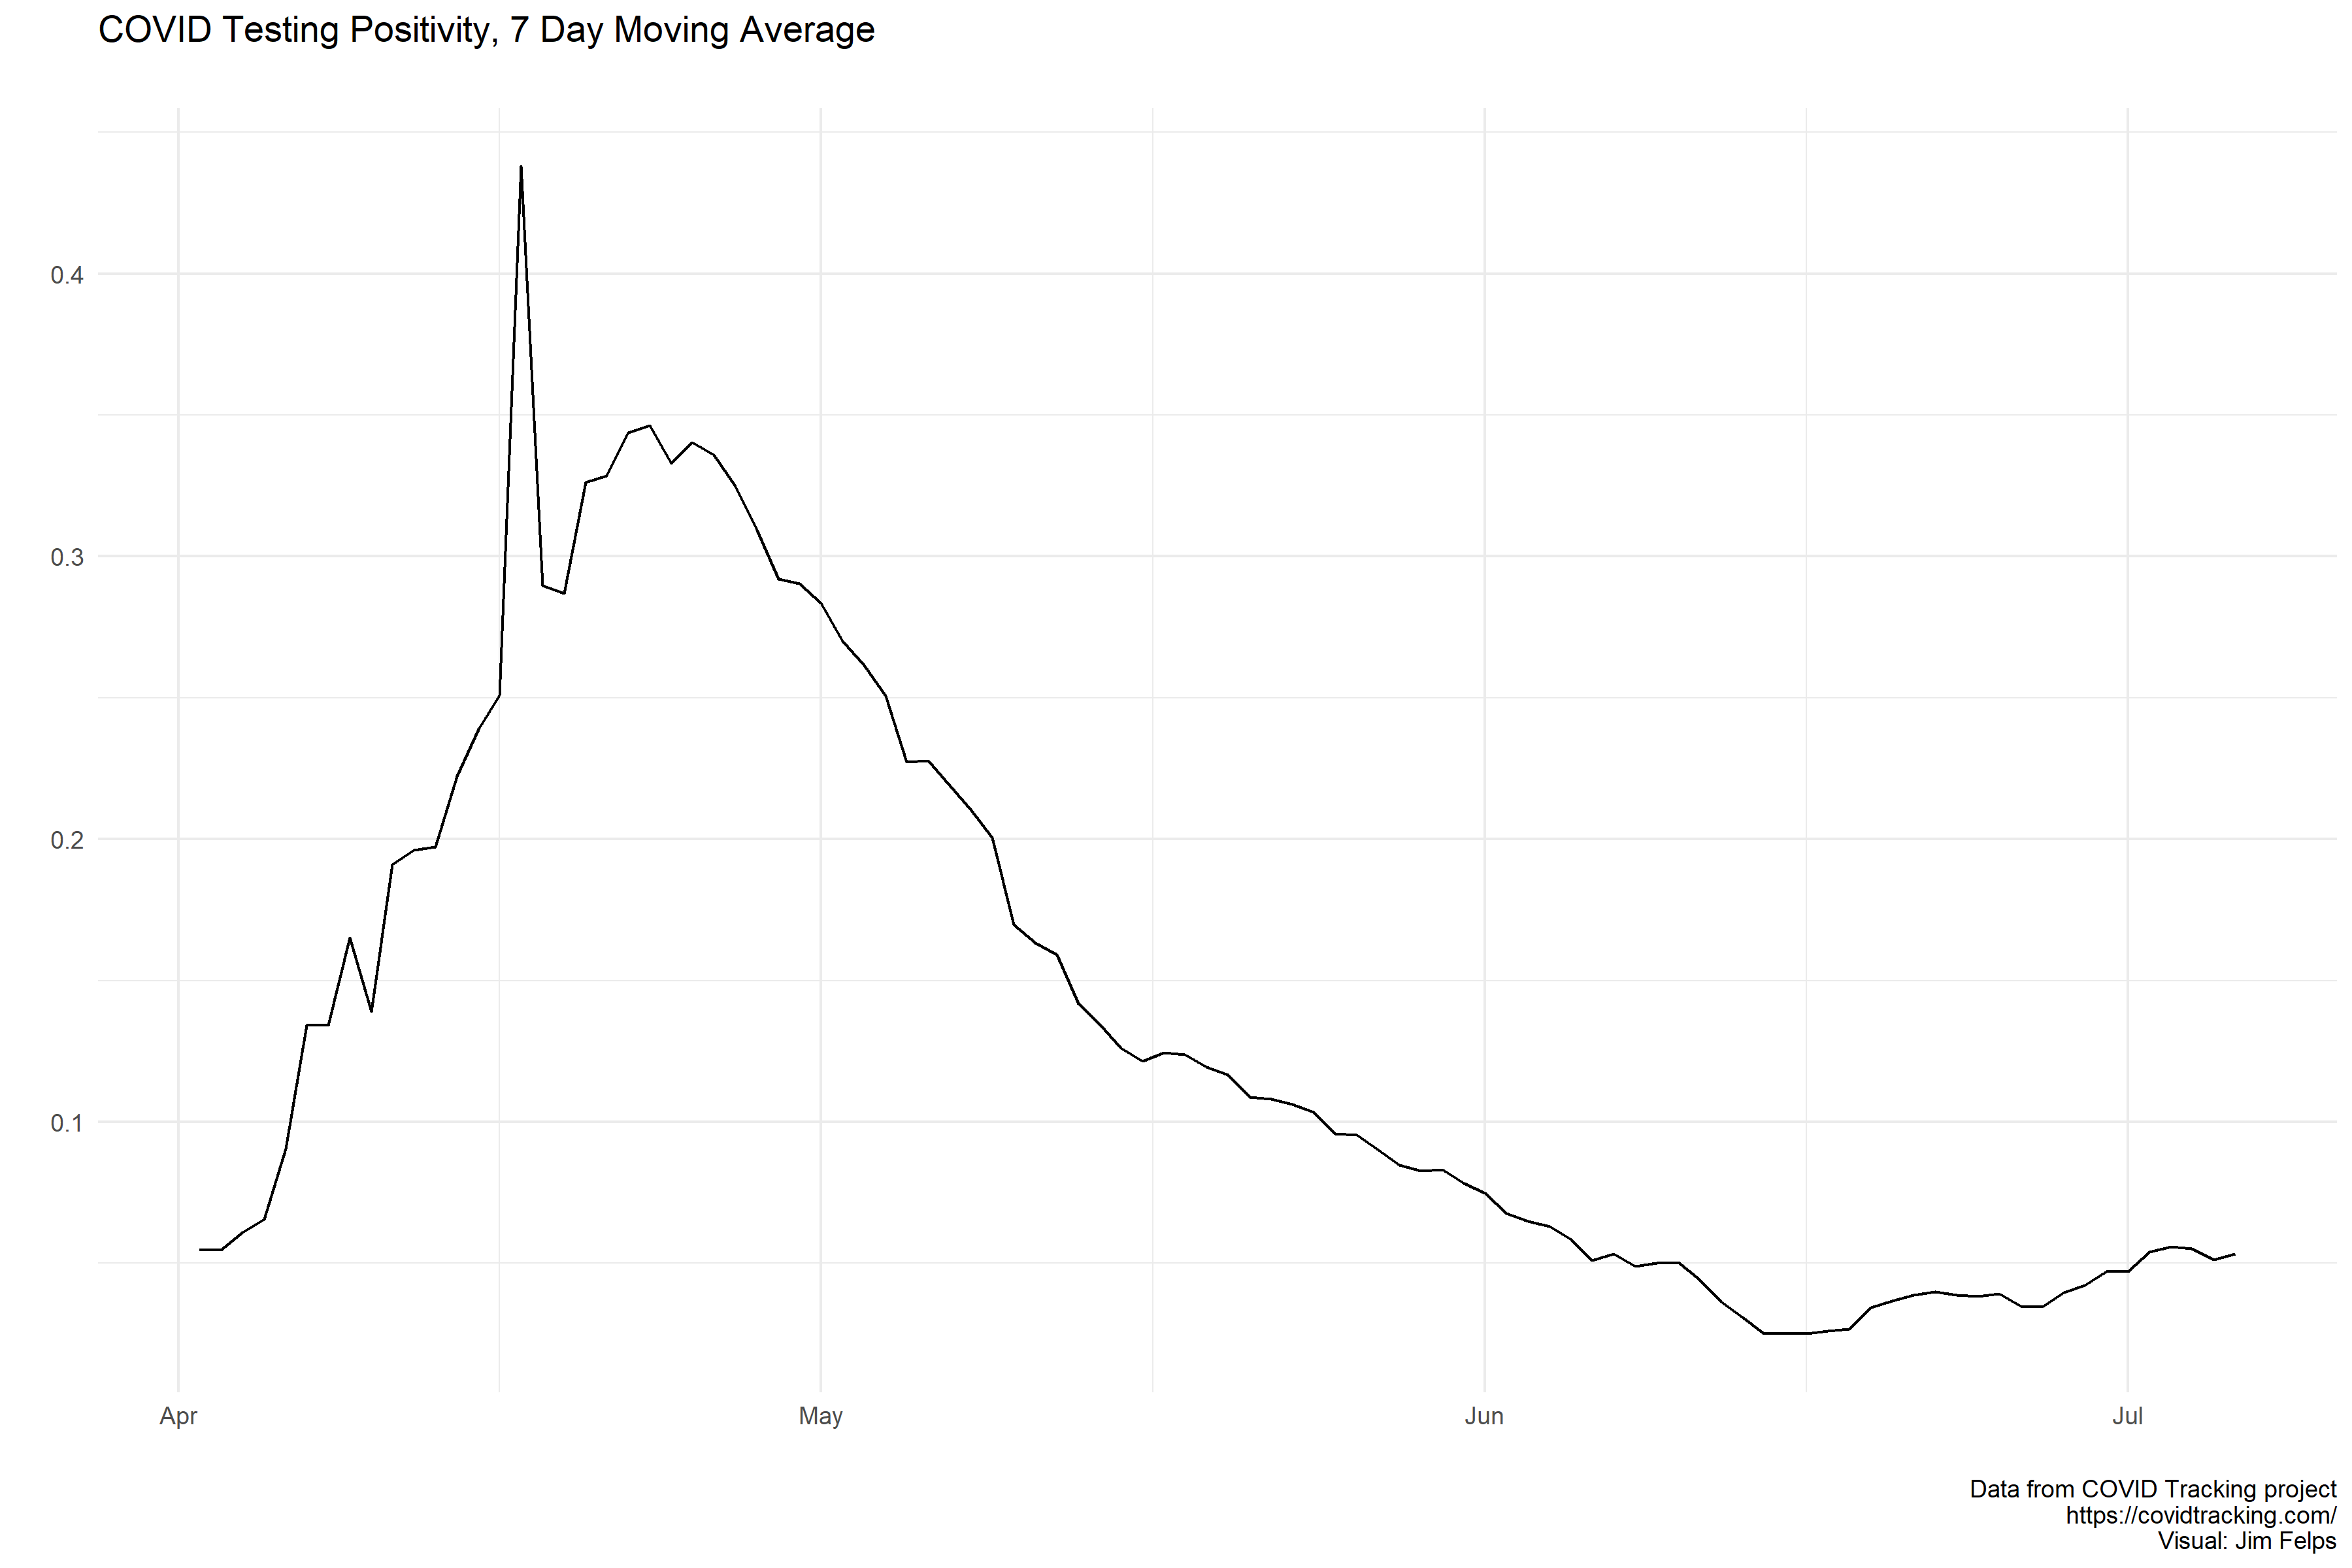 COVID Testing Positivity, 7 Day Moving Average
0.4
0.3
0.2
0.1
Apr May Jun Jul
Data from COVID Tracking project
https://covidtracking.com/
Visual: Jim Felps